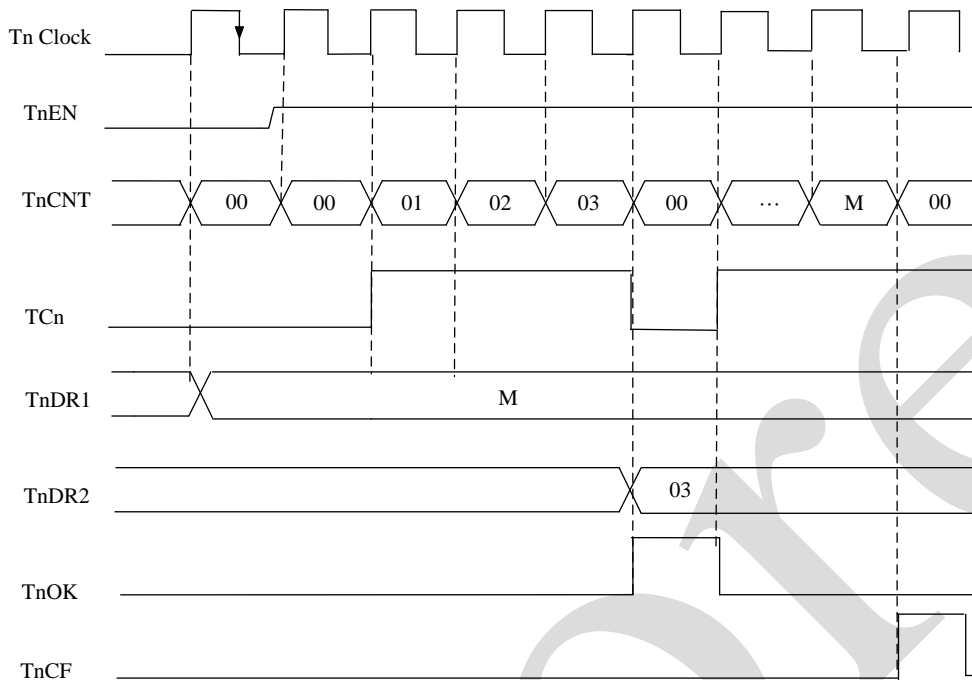 Tn Clock
TnEN
TnCNT 00 00 01 02 03 00 ··· M 00
TCn
TnDR1 M
TnDR2 03
TnOK
TnCF